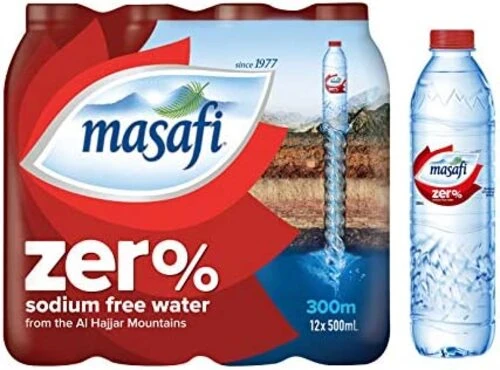 since 1977
masafi
zer%
sodium free water
from the Al Hajjar Mountains
300m
12x 500mL
masafi
zer%